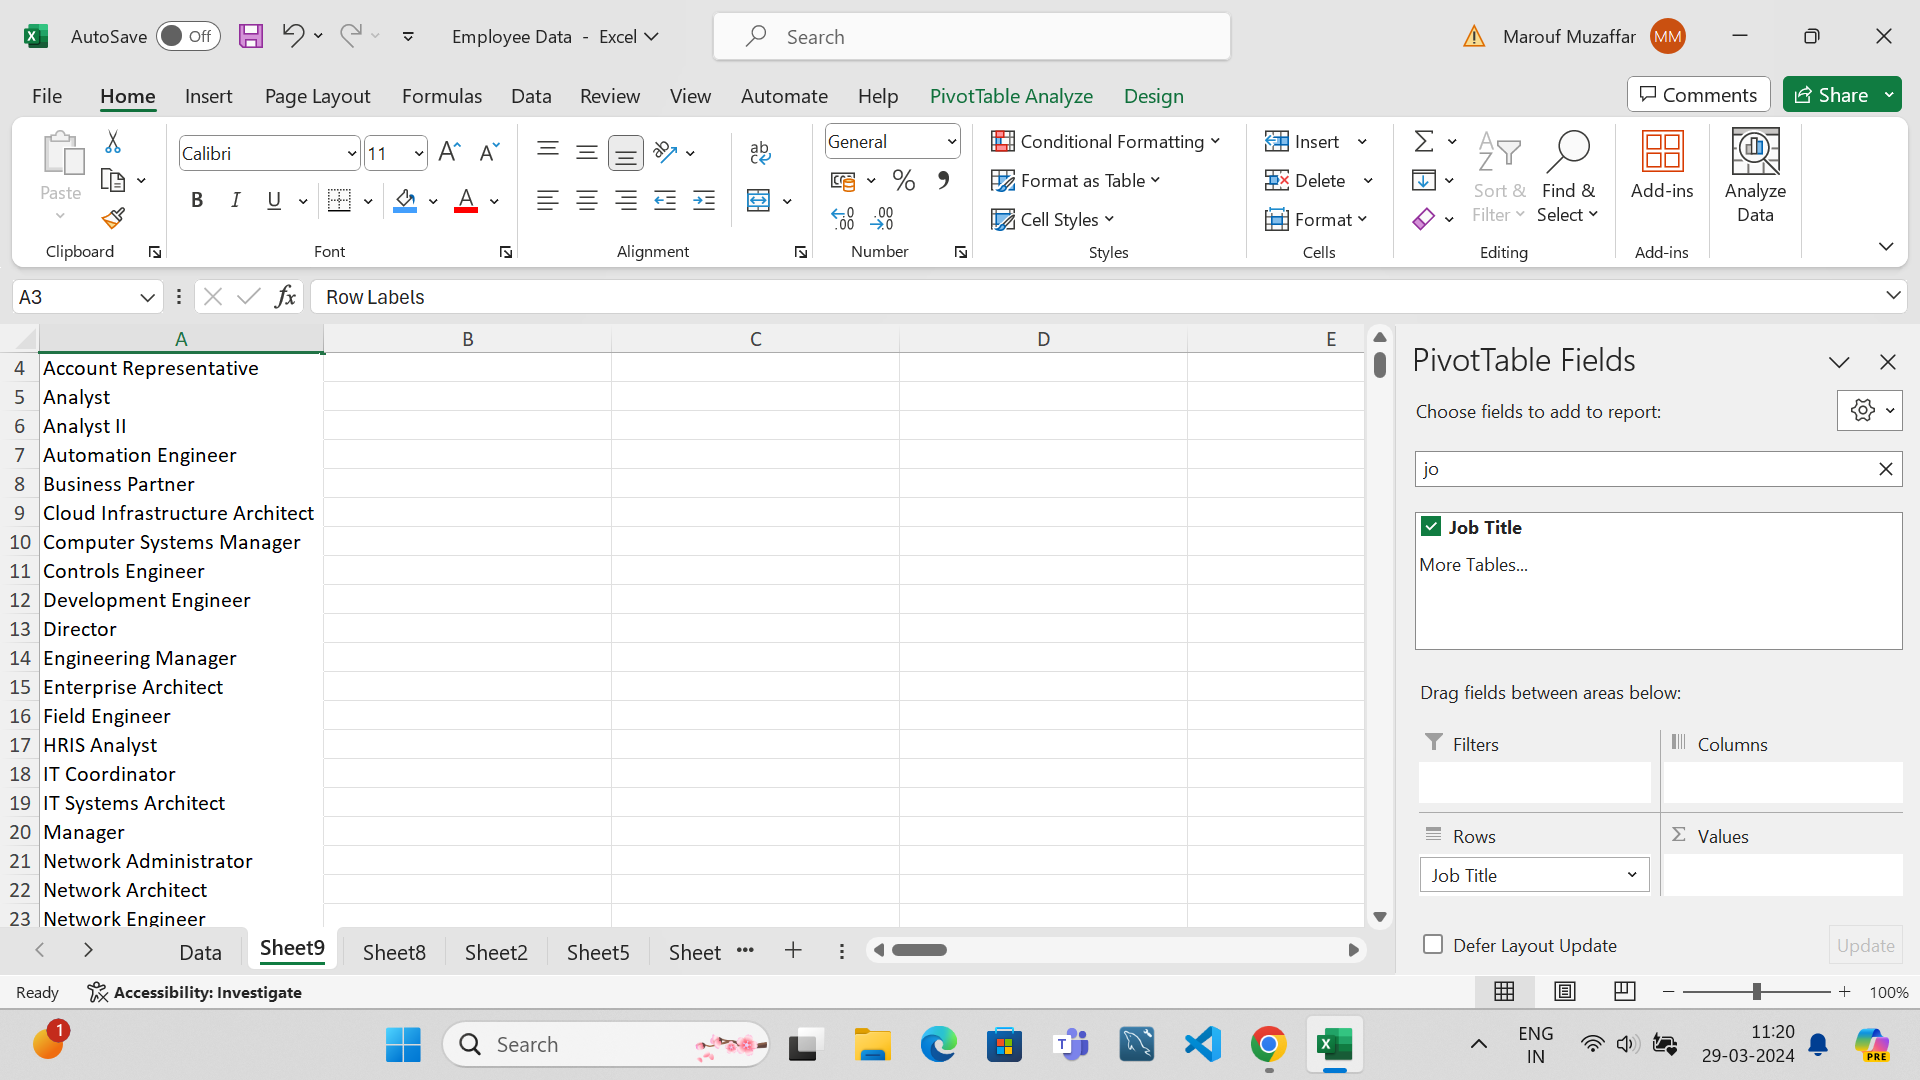 AutoSave Off Employee Data - Excel Search Marouf Muzaffar MM
File Home Insert Page Layout Formulas Data Review View Automate Help PivotTable Analyze Design Comments Share
Paste
Clipboard
Calibri 11
B I U
Font
Alignment
General
Number
Conditional Formatting
Format as Table
Cell Styles
Styles
Insert
Delete
Format
Cells
Sort & Filter
Find & Select
Editing
Add-ins
Add-ins
Analyze Data
A3 fx Row Labels
A B C D E
4 Account Representative
5 Analyst
6 Analyst II
7 Automation Engineer
8 Business Partner
9 Cloud Infrastructure Architect
10 Computer Systems Manager
11 Controls Engineer
12 Development Engineer
13 Director
14 Engineering Manager
15 Enterprise Architect
16 Field Engineer
17 HRIS Analyst
18 IT Coordinator
19 IT Systems Architect
20 Manager
21 Network Administrator
22 Network Architect
23 Network Engineer
PivotTable Fields
Choose fields to add to report:
jo
Job Title
More Tables...
Drag fields between areas below:
Filters Columns
Rows Values
Job Title
Defer Layout Update Update
Data Sheet9 Sheet8 Sheet2 Sheet5 Sheet ...
Ready Accessibility: Investigate 100%
1 Search ENG IN 11:20 29-03-2024 PRE